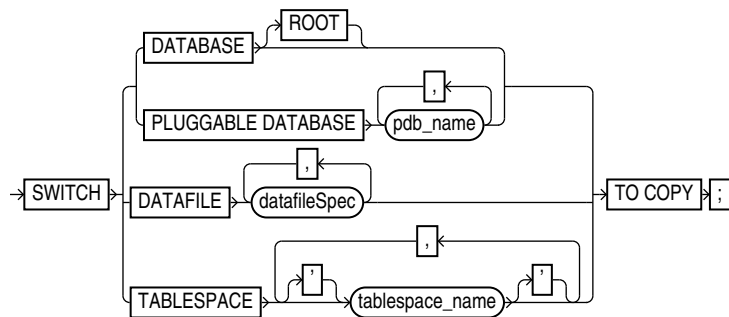 ROOT
DATABASE
,
PLUGGABLE DATABASE pdb_name
SWITCH DATAFILE , datafileSpec TO COPY ;
,
' '
TABLESPACE tablespace_name